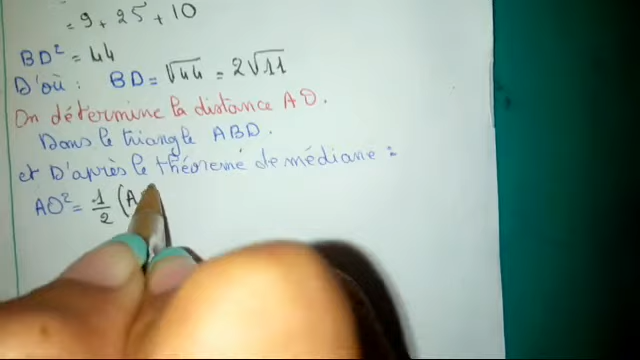 = 9 + 25 + 10
BD² = 44
D'où : BD = √44 = 2√11
On détermine la distance AO.
Dans le triangle ABD.
et D'après le théoreme de médiane :
AO² = 1/2 (A